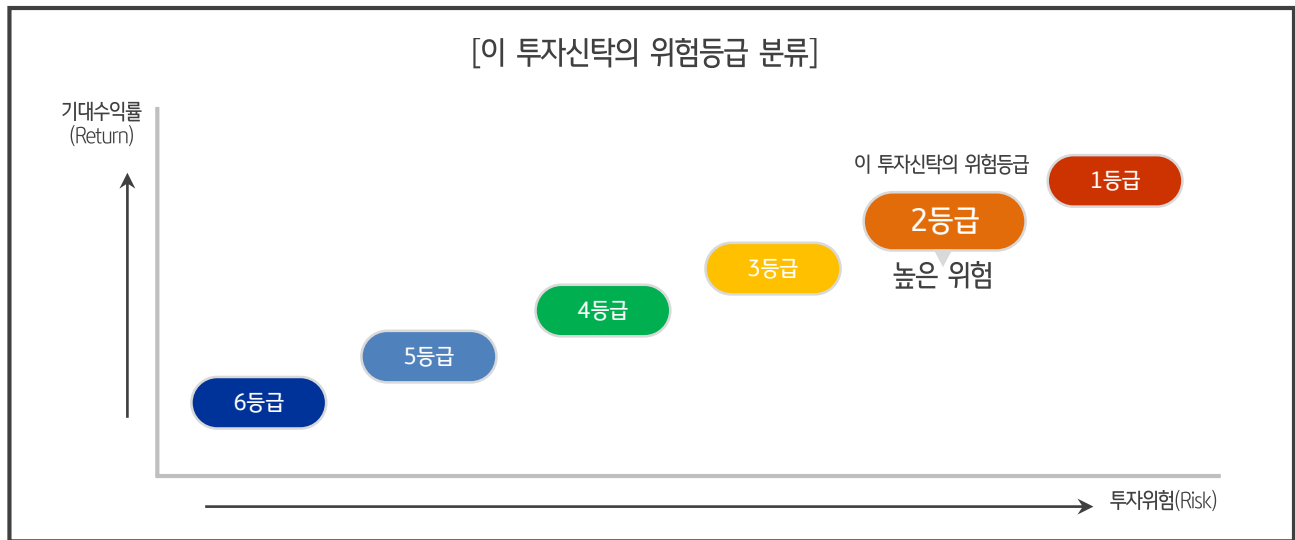 [이 투자신탁의 위험등급 분류]
기대수익률
(Return)
이 투자신탁의 위험등급
1등급
2등급
높은 위험
3등급
4등급
5등급
6등급
투자위험(Risk)